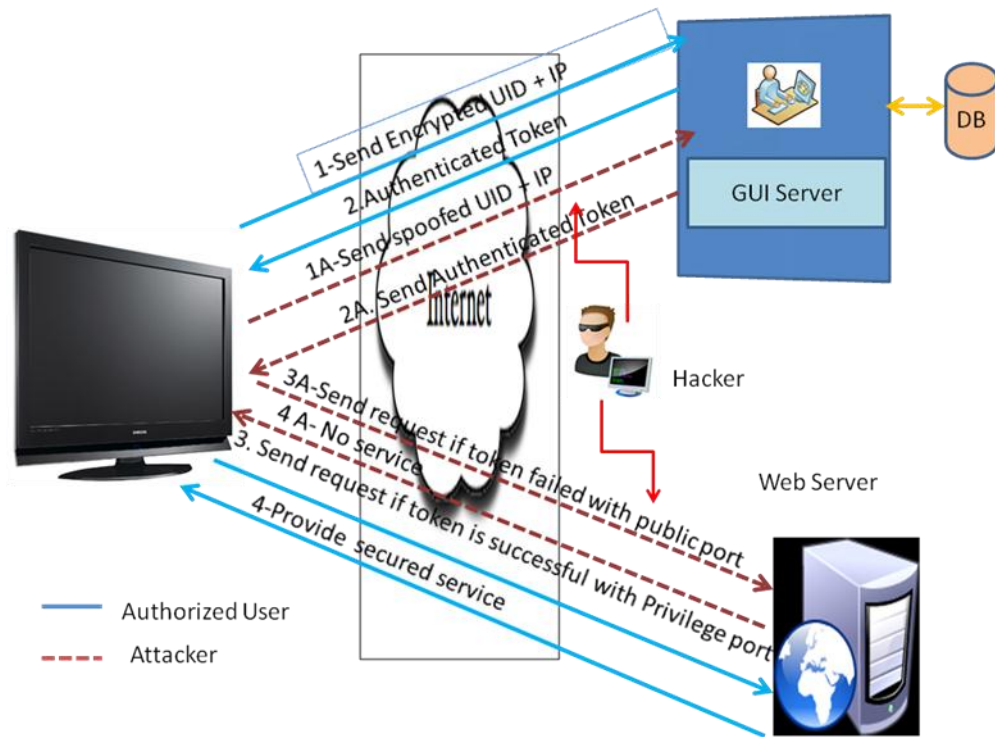 1-Send Encrypted UID + IP
2.Authenticated Token
1A-Send spoofed UID – IP
2A. Send Authenticated Token
DB
GUI Server
Internet
Hacker
3A-Send request if token failed with public port
4 A- No service
3. Send request if token is successful with Privilege port
4-Provide secured service
Web Server
Authorized User
Attacker